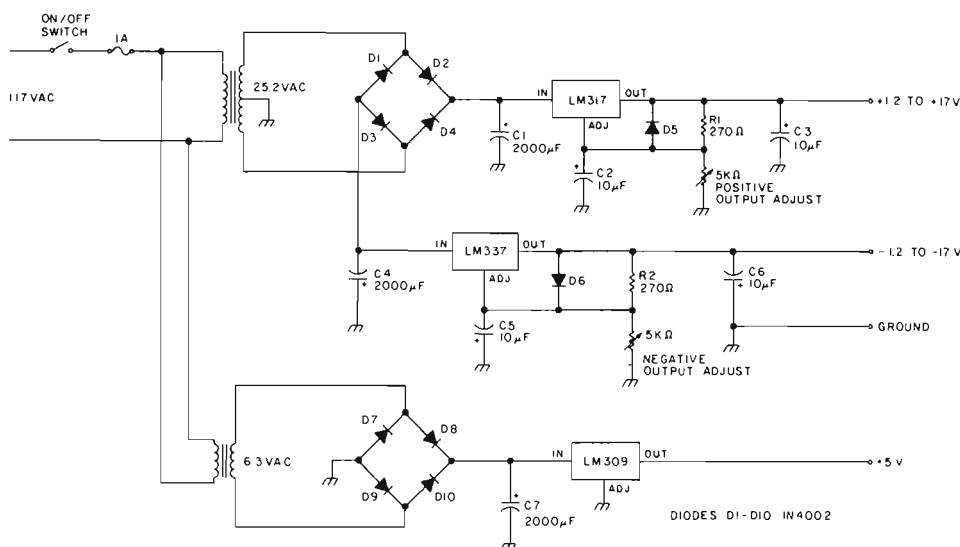 ON/OFF
SWITCH
1A
117VAC
25.2VAC
D1
D2
D3
D4
+
C1
2000µF
IN
LM317
OUT
ADJ
+
C2
10µF
D5
R1
270Ω
5KΩ
POSITIVE
OUTPUT ADJUST
+
C3
10µF
+1.2 TO +17V
C4
+ 2000µF
IN
LM337
OUT
ADJ
C5
+ 10µF
D6
R2
270Ω
5KΩ
NEGATIVE
OUTPUT ADJUST
C6
+ 10µF
-1.2 TO -17V
GROUND
6.3VAC
D7
D8
D9
D10
+
C7
2000µF
IN
LM309
OUT
ADJ
+5V
DIODES D1-D10 IN4002